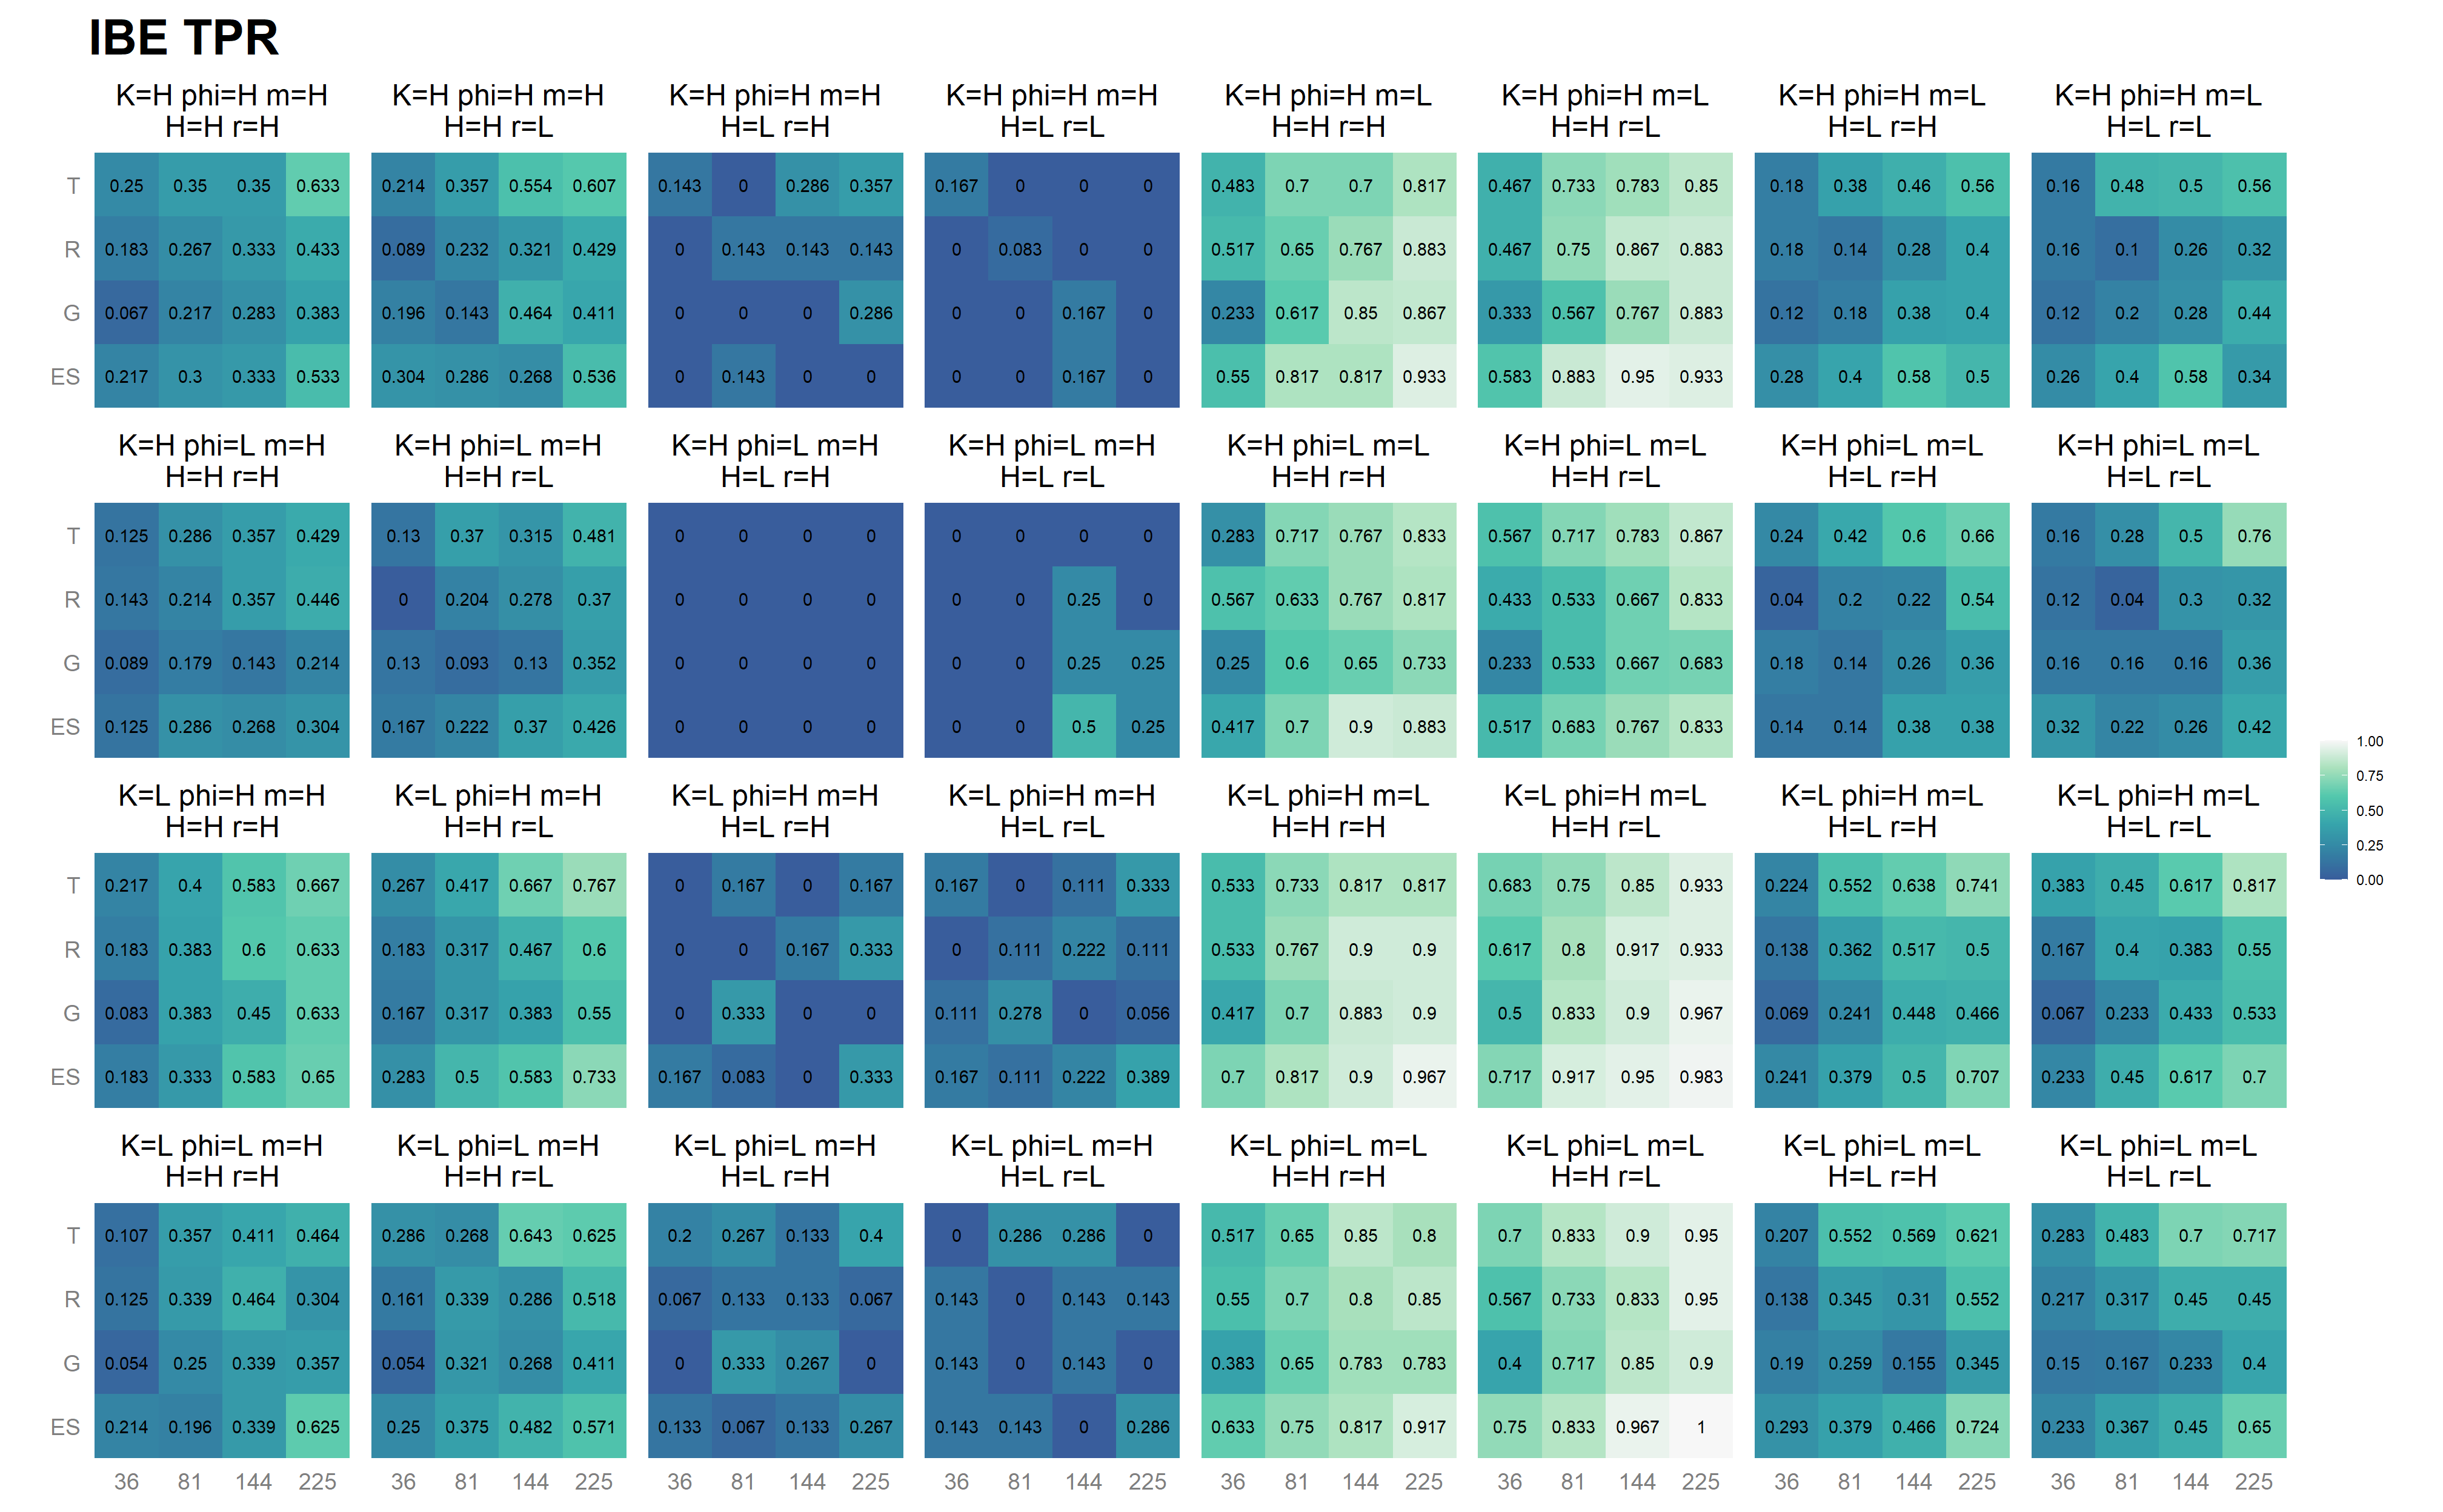 IBE TPR
K=H phi=H m=H K=H phi=H m=H K=H phi=H m=H K=H phi=H m=H K=H phi=H m=L K=H phi=H m=L K=H phi=H m=L K=H phi=H m=L
H=H r=H H=H r=L H=L r=H H=L r=L H=H r=H H=H r=L H=L r=H H=L r=L
T 0.25 0.35 0.35 0.633 0.214 0.357 0.554 0.607 0.143 0 0.286 0.357 0.167 0 0 0 0.483 0.7 0.7 0.817 0.467 0.733 0.783 0.85 0.18 0.38 0.46 0.56 0.16 0.48 0.5 0.56
R 0.183 0.267 0.333 0.433 0.089 0.232 0.321 0.429 0 0.143 0.143 0.143 0 0.083 0 0 0.517 0.65 0.767 0.883 0.467 0.75 0.867 0.883 0.18 0.14 0.28 0.4 0.16 0.1 0.26 0.32
G 0.067 0.217 0.283 0.383 0.196 0.143 0.464 0.411 0 0 0 0.286 0 0 0.167 0 0.233 0.617 0.85 0.867 0.333 0.567 0.767 0.883 0.12 0.18 0.38 0.4 0.12 0.2 0.28 0.44
ES 0.217 0.3 0.333 0.533 0.304 0.286 0.268 0.536 0 0.143 0 0 0 0 0.167 0 0.55 0.817 0.817 0.933 0.583 0.883 0.95 0.933 0.28 0.4 0.58 0.5 0.26 0.4 0.58 0.34
K=H phi=L m=H K=H phi=L m=H K=H phi=L m=H K=H phi=L m=H K=H phi=L m=L K=H phi=L m=L K=H phi=L m=L K=H phi=L m=L
H=H r=H H=H r=L H=L r=H H=L r=L H=H r=H H=H r=L H=L r=H H=L r=L
T 0.125 0.286 0.357 0.429 0.13 0.37 0.315 0.481 0 0 0 0 0 0 0 0 0.283 0.717 0.767 0.833 0.567 0.717 0.783 0.867 0.24 0.42 0.6 0.66 0.16 0.28 0.5 0.76
R 0.143 0.214 0.357 0.446 0 0.204 0.278 0.37 0 0 0 0 0 0 0.25 0 0.567 0.633 0.767 0.817 0.433 0.533 0.667 0.833 0.04 0.2 0.22 0.54 0.12 0.04 0.3 0.32
G 0.089 0.179 0.143 0.214 0.13 0.093 0.13 0.352 0 0 0 0 0 0 0.25 0.25 0.25 0.6 0.65 0.733 0.233 0.533 0.667 0.683 0.18 0.14 0.26 0.36 0.16 0.16 0.16 0.36
ES 0.125 0.286 0.268 0.304 0.167 0.222 0.37 0.426 0 0 0 0 0 0 0.5 0.25 0.417 0.7 0.9 0.883 0.517 0.683 0.767 0.833 0.14 0.14 0.38 0.38 0.32 0.22 0.26 0.42
1.00
0.75
0.50
0.25
0.00
K=L phi=H m=H K=L phi=H m=H K=L phi=H m=H K=L phi=H m=H K=L phi=H m=L K=L phi=H m=L K=L phi=H m=L K=L phi=H m=L
H=H r=H H=H r=L H=L r=H H=L r=L H=H r=H H=H r=L H=L r=H H=L r=L
T 0.217 0.4 0.583 0.667 0.267 0.417 0.667 0.767 0 0.167 0 0.167 0.167 0 0.111 0.333 0.533 0.733 0.817 0.817 0.683 0.75 0.85 0.933 0.224 0.552 0.638 0.741 0.383 0.45 0.617 0.817
R 0.183 0.383 0.6 0.633 0.183 0.317 0.467 0.6 0 0 0.167 0.333 0 0.111 0.222 0.111 0.533 0.767 0.9 0.9 0.617 0.8 0.917 0.933 0.138 0.362 0.517 0.5 0.167 0.4 0.383 0.55
G 0.083 0.383 0.45 0.633 0.167 0.317 0.383 0.55 0 0.333 0 0 0.111 0.278 0 0.056 0.417 0.7 0.883 0.9 0.5 0.833 0.9 0.967 0.069 0.241 0.448 0.466 0.067 0.233 0.433 0.533
ES 0.183 0.333 0.583 0.65 0.283 0.5 0.583 0.733 0.167 0.083 0 0.333 0.167 0.111 0.222 0.389 0.7 0.817 0.9 0.967 0.717 0.917 0.95 0.983 0.241 0.379 0.5 0.707 0.233 0.45 0.617 0.7
K=L phi=L m=H K=L phi=L m=H K=L phi=L m=H K=L phi=L m=H K=L phi=L m=L K=L phi=L m=L K=L phi=L m=L K=L phi=L m=L
H=H r=H H=H r=L H=L r=H H=L r=L H=H r=H H=H r=L H=L r=H H=L r=L
T 0.107 0.357 0.411 0.464 0.286 0.268 0.643 0.625 0.2 0.267 0.133 0.4 0 0.286 0.286 0 0.517 0.65 0.85 0.8 0.7 0.833 0.9 0.95 0.207 0.552 0.569 0.621 0.283 0.483 0.7 0.717
R 0.125 0.339 0.464 0.304 0.161 0.339 0.286 0.518 0.067 0.133 0.133 0.067 0.143 0 0.143 0.143 0.55 0.7 0.8 0.85 0.567 0.733 0.833 0.95 0.138 0.345 0.31 0.552 0.217 0.317 0.45 0.45
G 0.054 0.25 0.339 0.357 0.054 0.321 0.268 0.411 0 0.333 0.267 0 0.143 0 0.143 0 0.383 0.65 0.783 0.783 0.4 0.717 0.85 0.9 0.19 0.259 0.155 0.345 0.15 0.167 0.233 0.4
ES 0.214 0.196 0.339 0.625 0.25 0.375 0.482 0.571 0.133 0.067 0.133 0.267 0.143 0.143 0 0.286 0.633 0.75 0.817 0.917 0.75 0.833 0.967 1 0.293 0.379 0.466 0.724 0.233 0.367 0.45 0.65
36 81 144 225 36 81 144 225 36 81 144 225 36 81 144 225 36 81 144 225 36 81 144 225 36 81 144 225 36 81 144 225